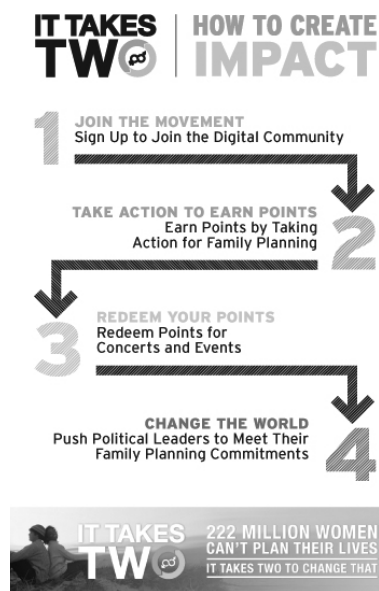 IT TAKES
TWO
HOW TO CREATE
IMPACT
1
JOIN THE MOVEMENT
Sign Up to Join the Digital Community
2
TAKE ACTION TO EARN POINTS
Earn Points by Taking
Action for Family Planning
3
REDEEM YOUR POINTS
Redeem Points for
Concerts and Events
4
CHANGE THE WORLD
Push Political Leaders to Meet Their
Family Planning Commitments
IT TAKES
TWO
222 MILLION WOMEN
CAN'T PLAN THEIR LIVES
IT TAKES TWO TO CHANGE THAT